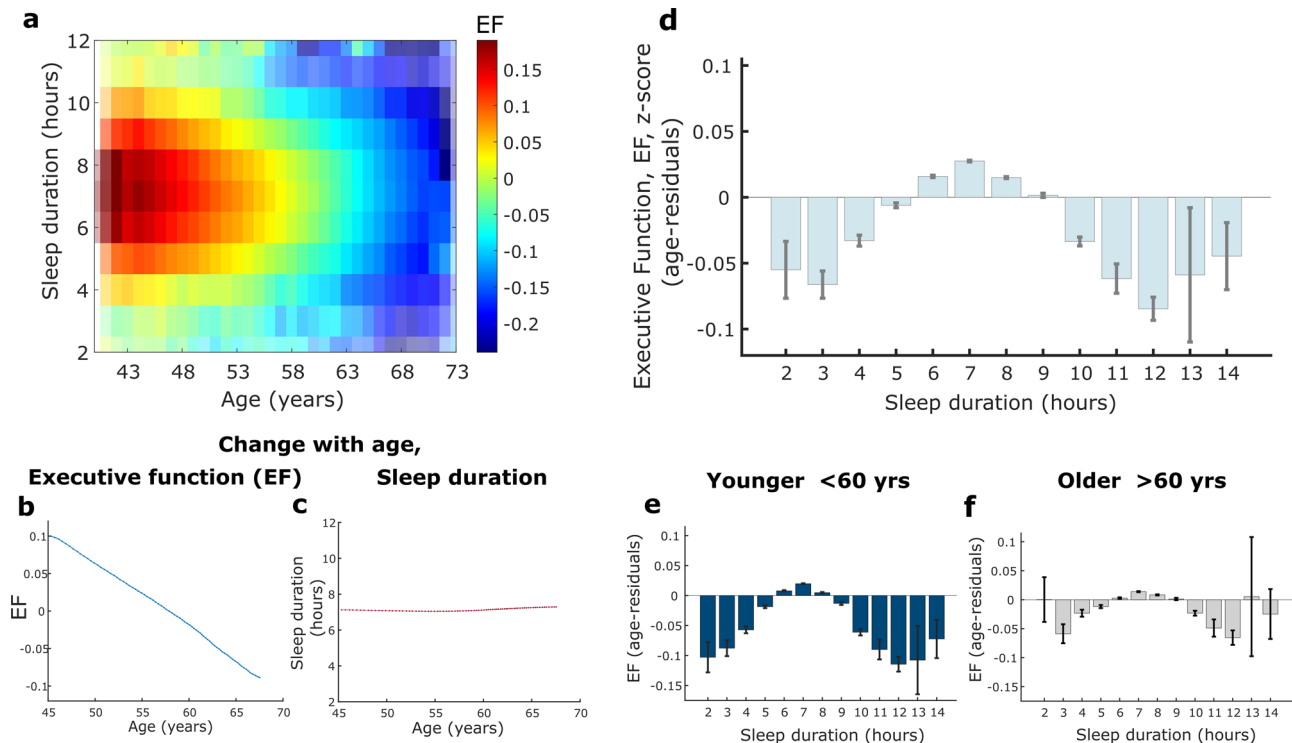 a
EF
12
10
8
6
4
2
Sleep duration (hours)
43 48 53 58 63 68 73
Age (years)
0.15
0.1
0.05
0
-0.05
-0.1
-0.15
-0.2
d
0.1
0.05
0
-0.05
-0.1
Executive Function, EF, z-score
(age-residuals)
2 3 4 5 6 7 8 9 10 11 12 13 14
Sleep duration (hours)
Change with age,
Executive function (EF)
Sleep duration
b
0.1
0.05
0
-0.05
-0.1
EF
45 50 55 60 65 70
Age (years)
c
12
10
8
6
4
2
Sleep duration
(hours)
45 50 55 60 65 70
Age (years)
Younger <60 yrs
e
0.1
0.05
0
-0.05
-0.1
-0.15
EF (age-residuals)
2 3 4 5 6 7 8 9 10 11 12 13 14
Sleep duration (hours)
Older >60 yrs
f
0.1
0.05
0
-0.05
-0.1
-0.15
EF (age-residuals)
2 3 4 5 6 7 8 9 10 11 12 13 14
Sleep duration (hours)